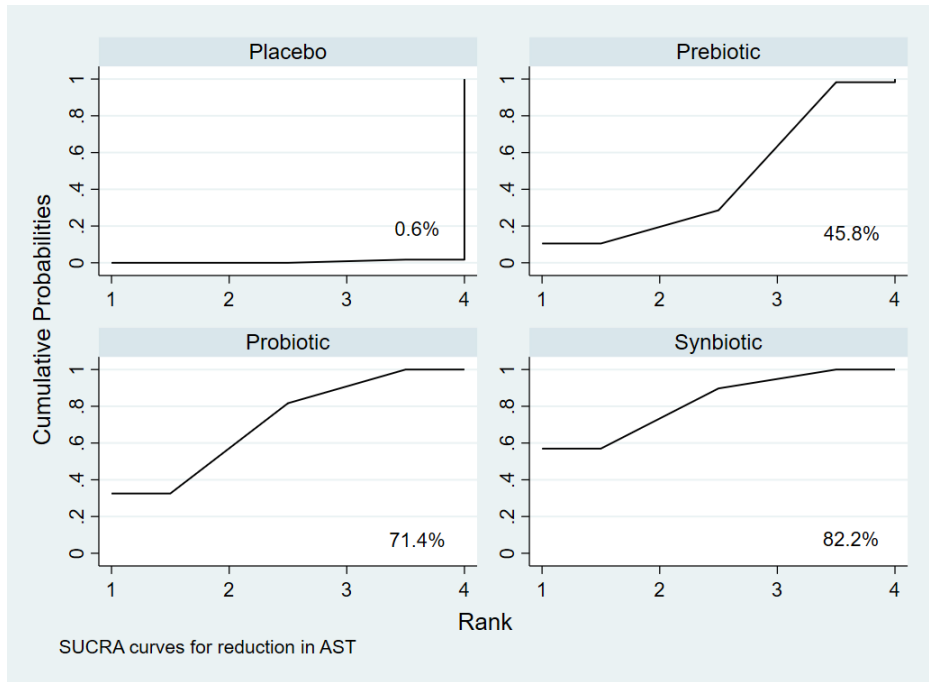 Placebo
Prebiotic
0 .2 .4 .6 .8 1
0.6%
1 2 3 4
0 .2 .4 .6 .8 1
45.8%
1 2 3 4
Probiotic
Synbiotic
0 .2 .4 .6 .8 1
71.4%
1 2 3 4
0 .2 .4 .6 .8 1
82.2%
1 2 3 4
Cumulative Probabilities
Rank
SUCRA curves for reduction in AST